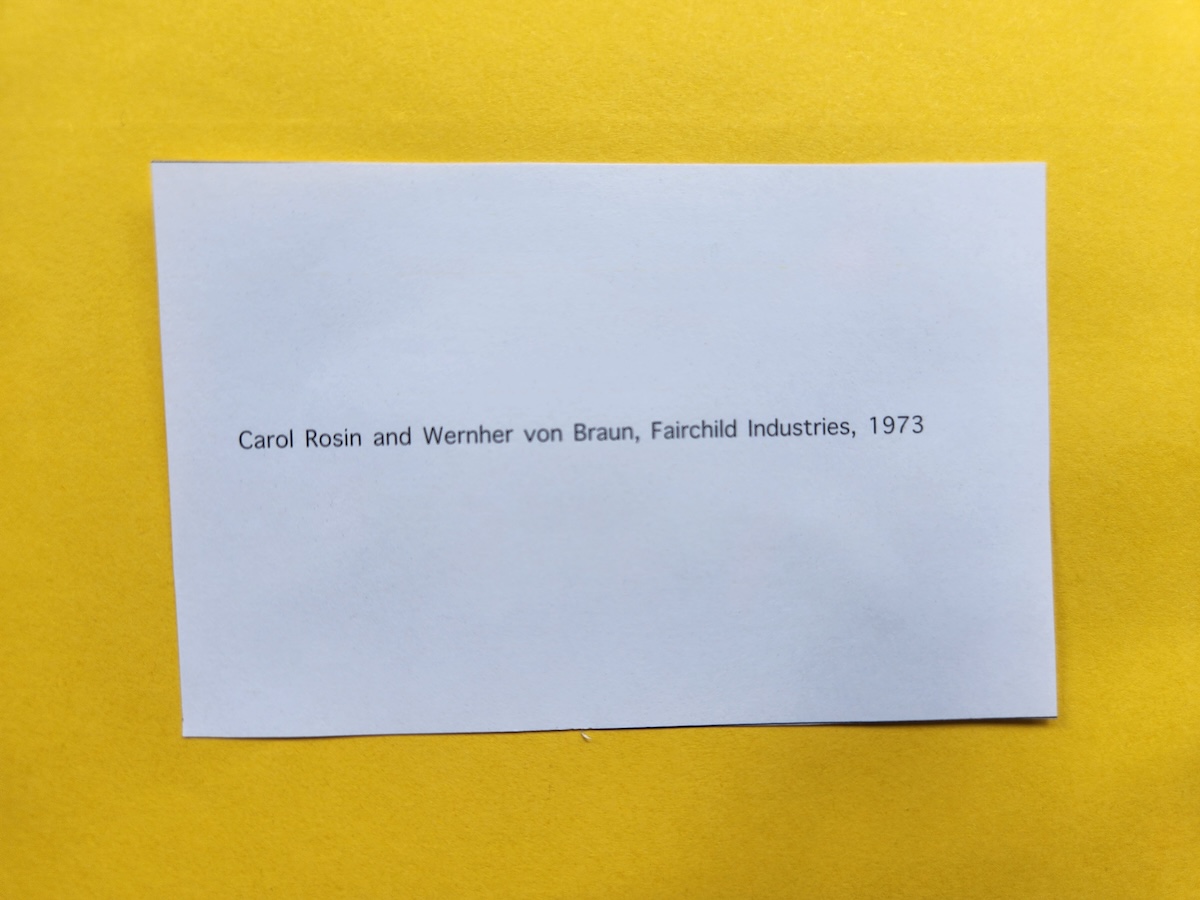 Carol Rosin and Wernher von Braun, Fairchild Industries, 1973